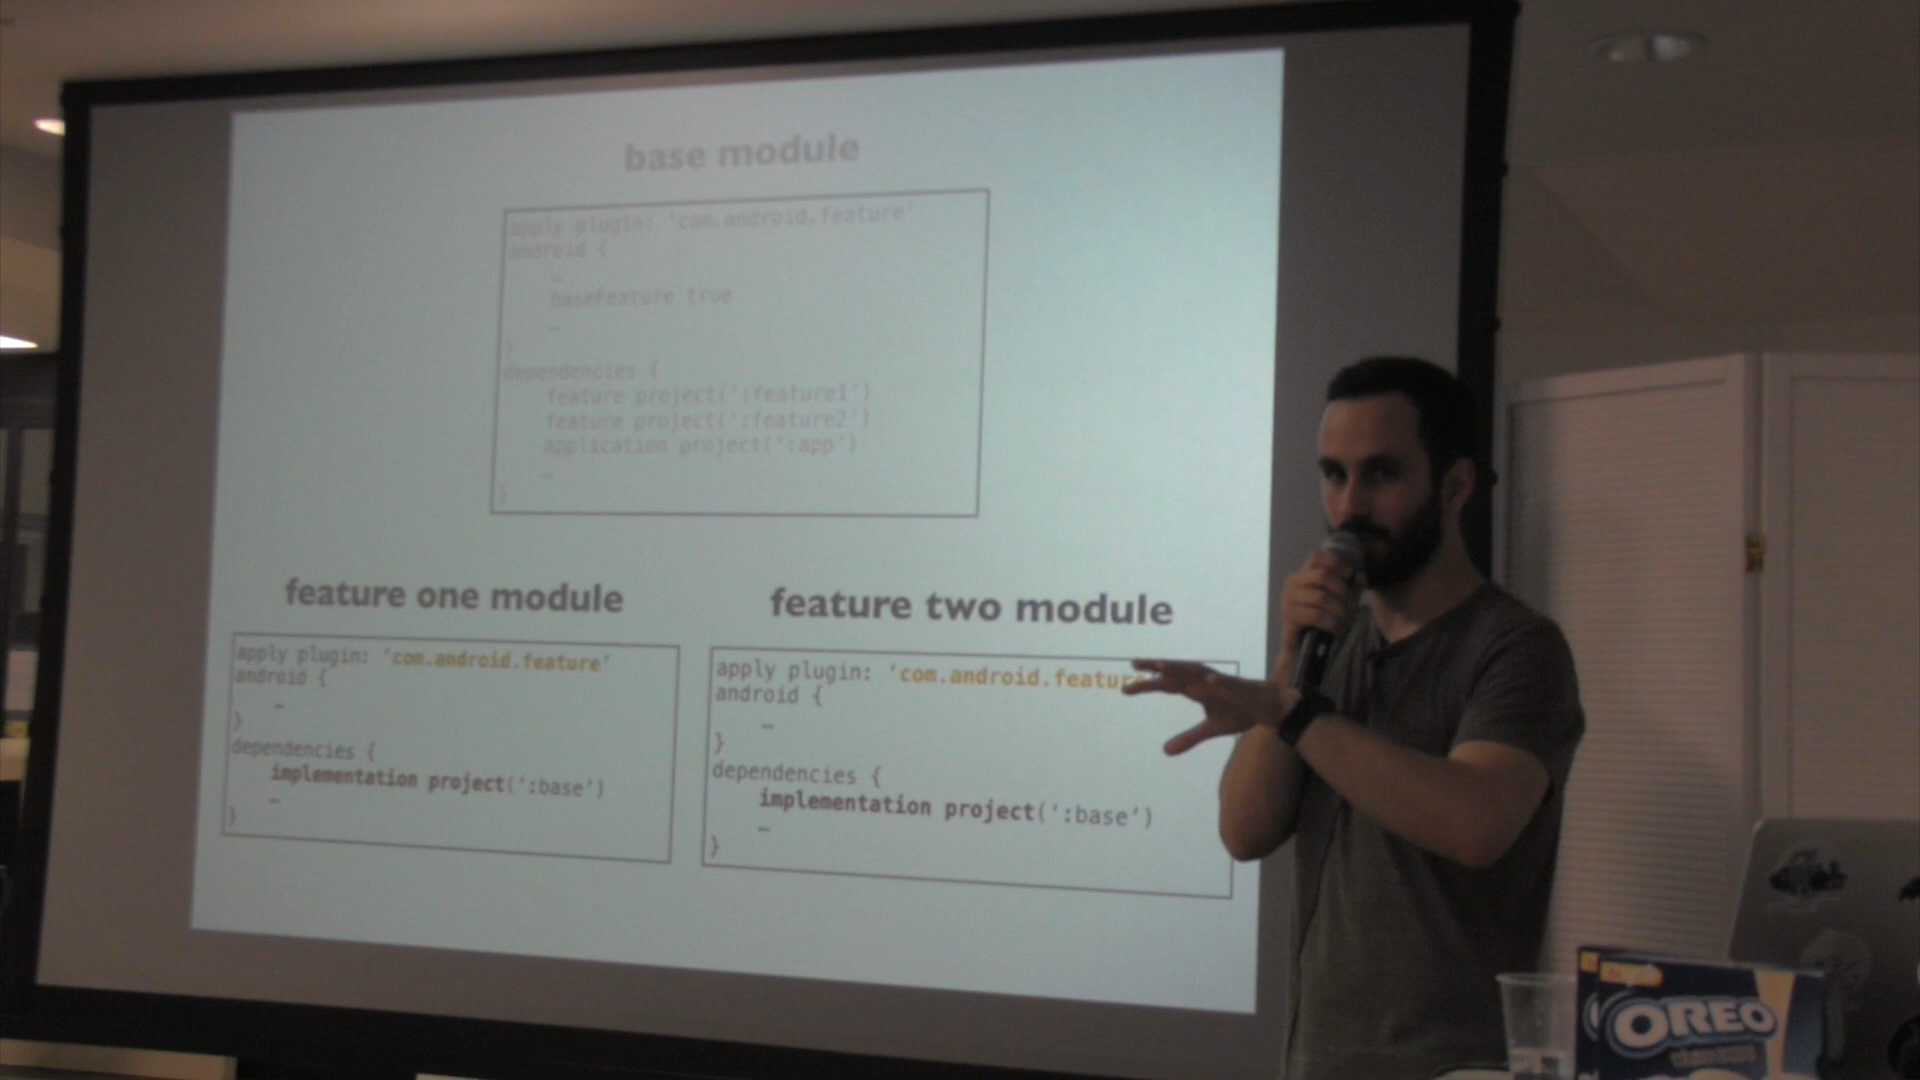 base module
apply plugin: 'com.android.feature'
android {
…
basefeature true
…
}
dependencies {
feature project(':feature1')
feature project(':feature2')
application project(':app')
…
}
feature one module
apply plugin: 'com.android.feature'
android {
…
}
dependencies {
implementation project(':base')
…
}
feature two module
apply plugin: 'com.android.feature
android {
…
}
dependencies {
implementation project(':base')
…
}
OREO